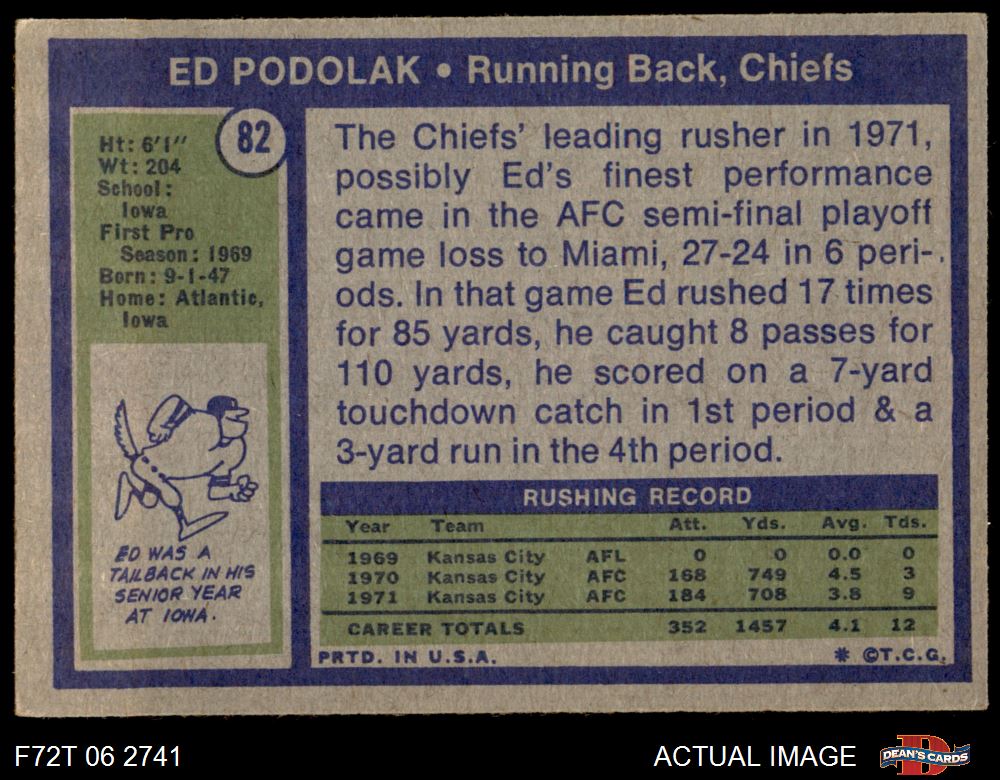 ED PODOLAK • Running Back, Chiefs
82
Ht: 6'1"
Wt: 204
School:
Iowa
First Pro
Season: 1969
Born: 9-1-47
Home: Atlantic,
Iowa
ED WAS A
TAILBACK IN HIS
SENIOR YEAR
AT IOWA.
The Chiefs' leading rusher in 1971,
possibly Ed's finest performance
came in the AFC semi-final playoff
game loss to Miami, 27-24 in 6 peri-
ods. In that game Ed rushed 17 times
for 85 yards, he caught 8 passes for
110 yards, he scored on a 7-yard
touchdown catch in 1st period & a
3-yard run in the 4th period.
RUSHING RECORD
Year Team Att. Yds. Avg. Tds.
1969 Kansas City AFL 0 0 0.0 0
1970 Kansas City AFC 168 749 4.5 3
1971 Kansas City AFC 184 708 3.8 9
CAREER TOTALS 352 1457 4.1 12
PRTD. IN U.S.A. * ©T.C.G.
F72T 06 2741 ACTUAL IMAGE DEAN'S CARDS